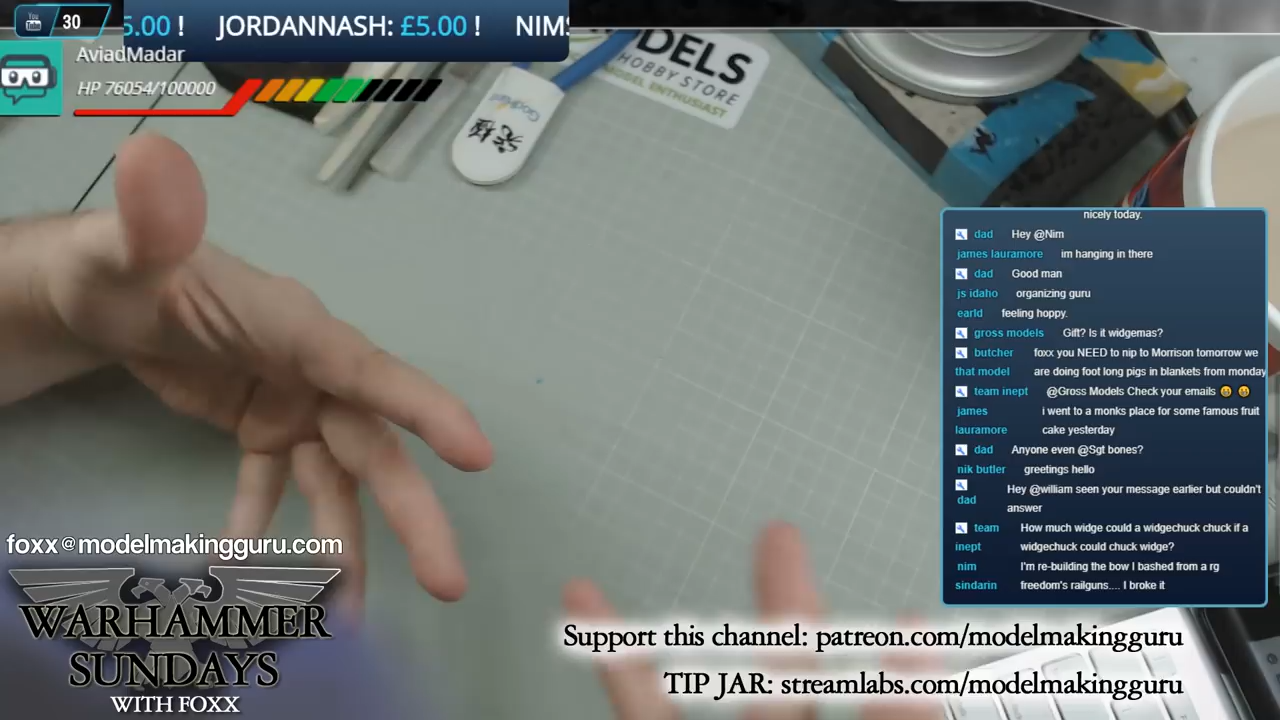 You
Tube
30
5.00 ! JORDANNASH: £5.00 ! NIMS
AviadMadar
HP 76054/100000
DELS
HOBBY STORE
MODEL ENTHUSIAST
GodHand
nicely today.
dad Hey @Nim
james lauramore im hanging in there
dad Good man
js idaho organizing guru
earld feeling hoppy.
gross models Gift? Is it widgemas?
butcher foxx you NEED to nip to Morrison tomorrow we
that model are doing foot long pigs in blankets from monday
team inept @Gross Models Check your emails
james i went to a monks place for some famous fruit
lauramore cake yesterday
dad Anyone even @Sgt bones?
nik butler greetings hello
dad Hey @william seen your message earlier but couldn't
answer
team How much widge could a widgechuck chuck if a
inept widgechuck could chuck widge?
nim I'm re-building the bow I bashed from a rg
sindarin freedom's railguns.... I broke it
foxx@modelmakingguru.com
WARHAMMER
SUNDAYS
WITH FOXX
Support this channel: patreon.com/modelmakingguru
TIP JAR: streamlabs.com/modelmakingguru